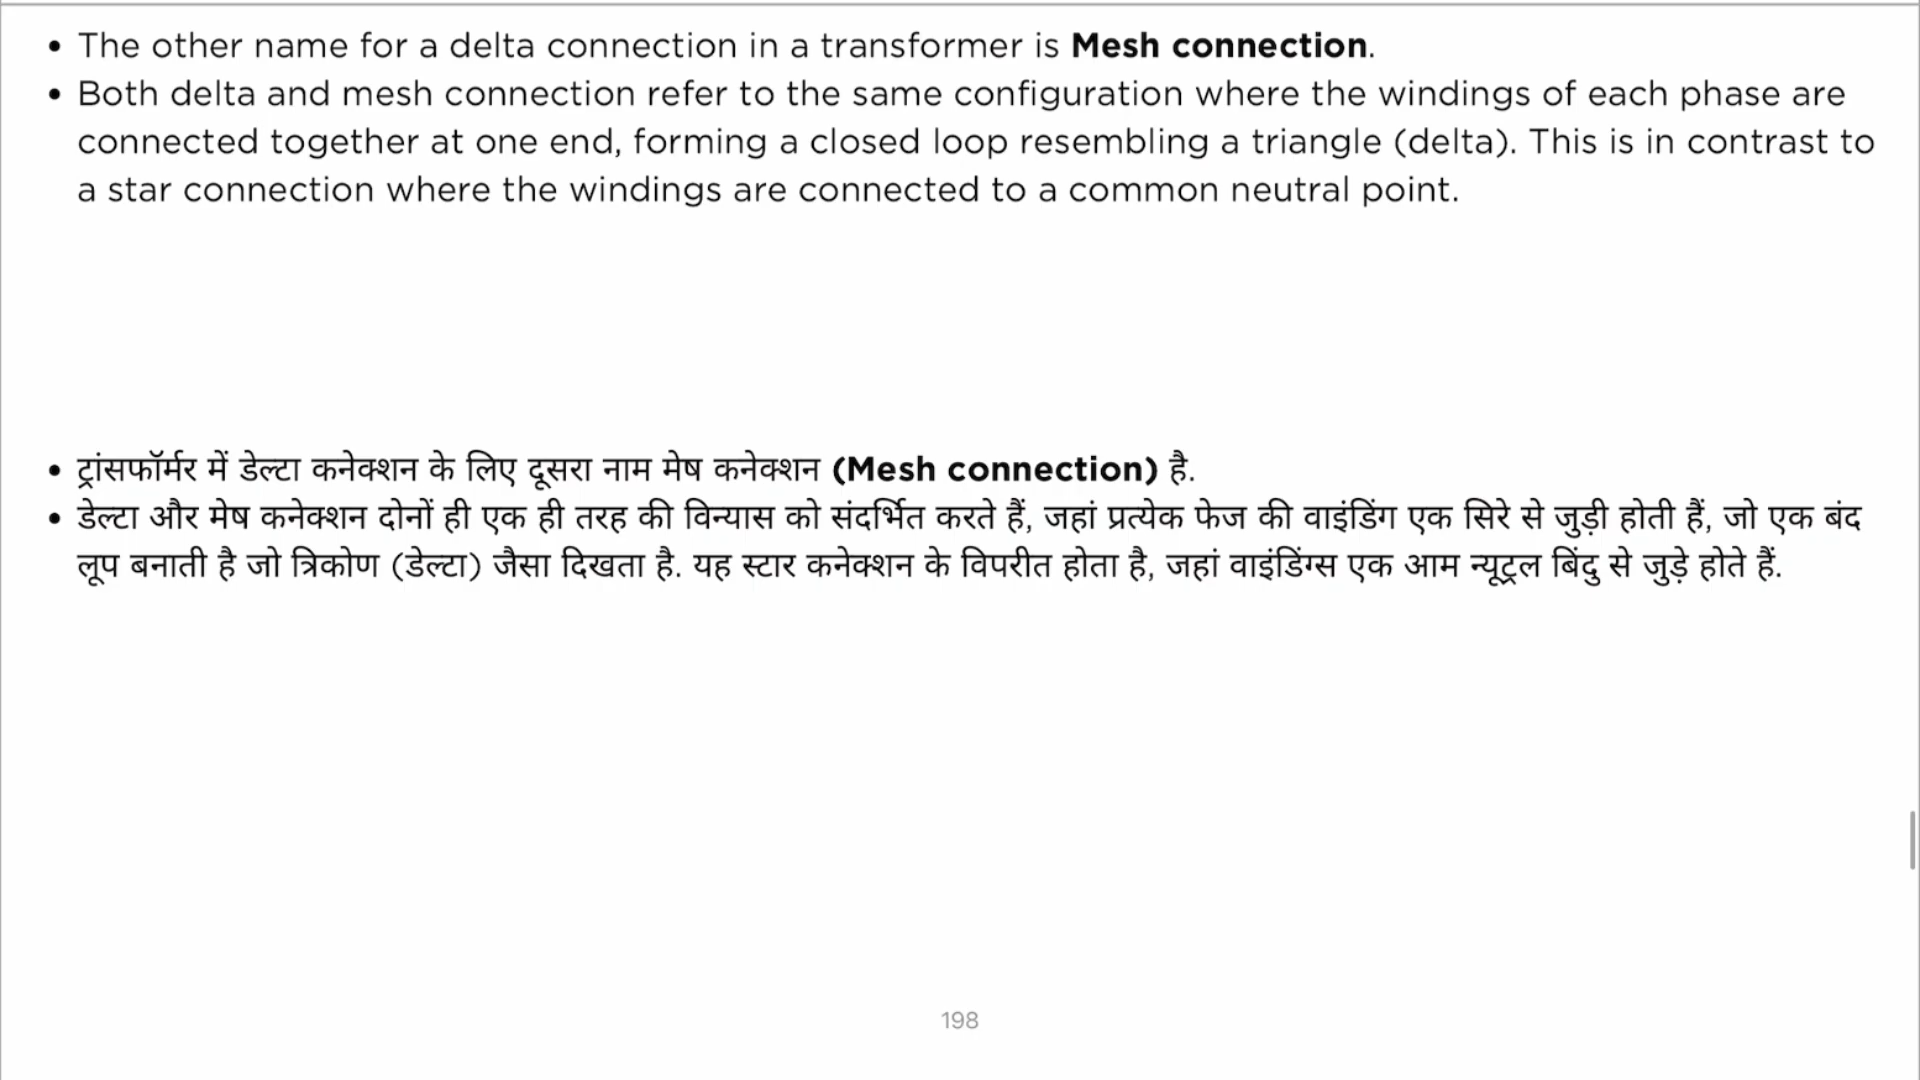 • The other name for a delta connection in a transformer is Mesh connection.
• Both delta and mesh connection refer to the same configuration where the windings of each phase are
connected together at one end, forming a closed loop resembling a triangle (delta). This is in contrast to
a star connection where the windings are connected to a common neutral point.
• ट्रांसफॉर्मर में डेल्टा कनेक्शन के लिए दूसरा नाम मेष कनेक्शन (Mesh connection) है.
• डेल्टा और मेष कनेक्शन दोनों ही एक ही तरह की विन्यास को संदर्भित करते हैं, जहां प्रत्येक फेज की वाइंडिंग एक सिरे से जुड़ी होती हैं, जो एक बंद
लूप बनाती है जो त्रिकोण (डेल्टा) जैसा दिखता है. यह स्टार कनेक्शन के विपरीत होता है, जहां वाइंडिंग्स एक आम न्यूट्रल बिंदु से जुड़े होते हैं.
198